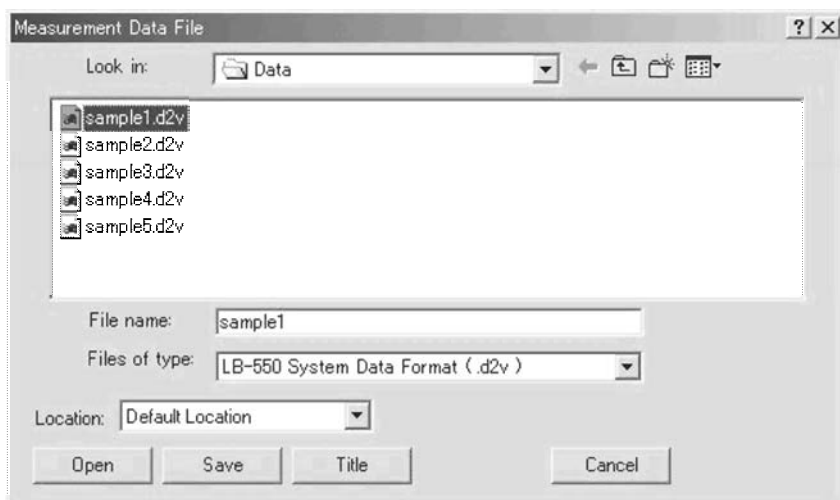 Measurement Data File
Look in: Data
sample1.d2v
sample2.d2v
sample3.d2v
sample4.d2v
sample5.d2v
File name: sample1
Files of type: LB-550 System Data Format ( .d2v )
Location: Default Location
Open Save Title Cancel